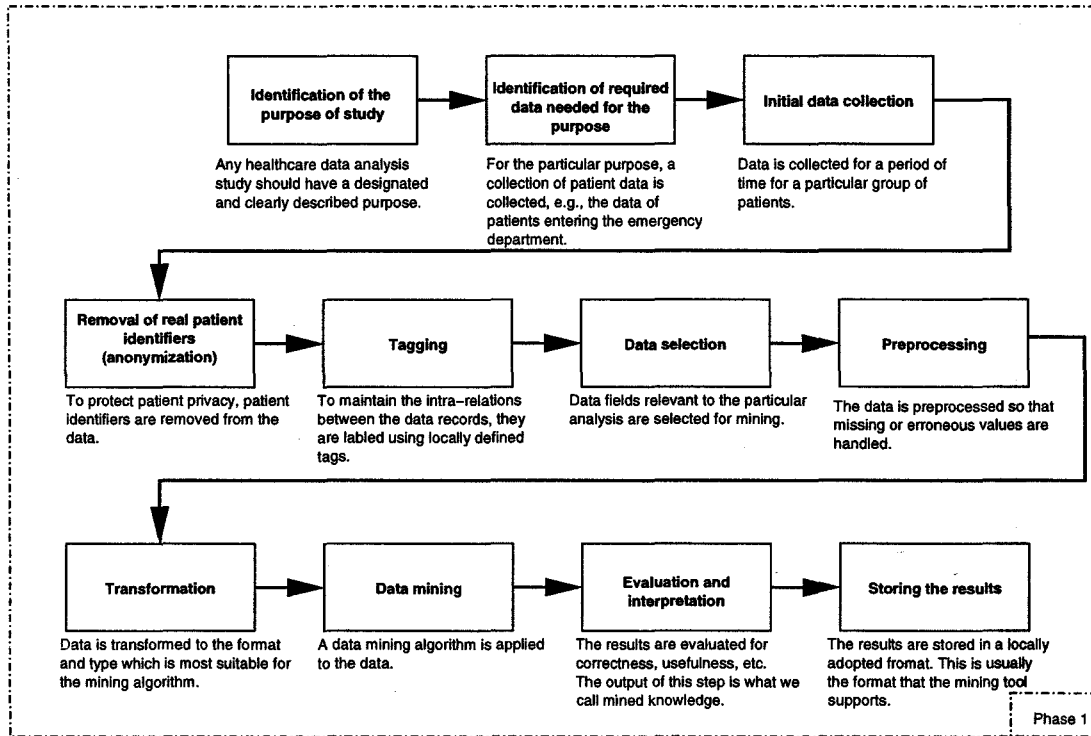 Identification of the
purpose of study
Any healthcare data analysis
study should have a designated
and clearly described purpose.
Identification of required
data needed for the
purpose
For the particular purpose, a
collection of patient data is
collected, e.g., the data of
patients entering the emergency
department.
Initial data collection
Data is collected for a period of
time for a particular group of
patients.
Removal of real patient
identifiers
(anonymization)
To protect patient privacy, patient
identifiers are removed from the
data.
Tagging
To maintain the intra–relations
between the data records, they
are labled using locally defined
tags.
Data selection
Data fields relevant to the particular
analysis are selected for mining.
Preprocessing
The data is preprocessed so that
missing or erroneous values are
handled.
Transformation
Data is transformed to the format
and type which is most suitable for
the mining algorithm.
Data mining
A data mining algorithm is applied
to the data.
Evaluation and
interpretation
The results are evaluated for
correctness, usefulness, etc.
The output of this step is what we
call mined knowledge.
Storing the results
The results are stored in a locally
adopted fromat. This is usually
the format that the mining tool
supports.
Phase 1